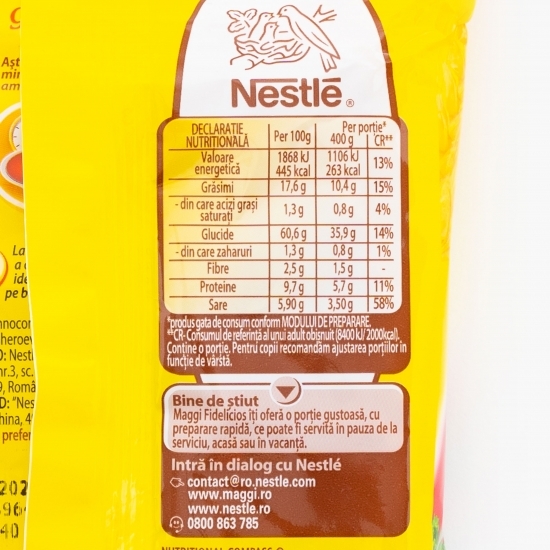 Nestlé®
DECLARATIE NUTRITIONALĂ Per 100g Per porție* 400 g CR**
Valoare energetică 1868 kJ 445 kcal 1106 kJ 263 kcal 13%
Grăsimi 17,6 g 10,4 g 15%
- din care acizi grași saturați 1,3 g 0,8 g 4%
Glucide 60,6 g 35,9 g 14%
- din care zaharuri 1,3 g 0,8 g 1%
Fibre 2,5 g 1,5 g -
Proteine 9,7 g 5,7 g 11%
Sare 5,90 g 3,50 g 58%
*produs gata de consum conform MODULUI DE PREPARARE.
**CR-Consumul de referință al unui adult obișnuit (8400 kJ/ 2000kcal).
Conține o porție. Pentru copii recomandăm ajustarea porțiilor în
funcție de vârstă.
Bine de știut
Maggi Fidelicios îți oferă o porție gustoasă, cu
preparare rapidă, ce poate fi servită în pauza de la
serviciu, acasă sau în vacanță.
Intră în dialog cu Nestlé
contact@ro.nestle.com
www.maggi.ro
www.nestle.ro
0800 863 785